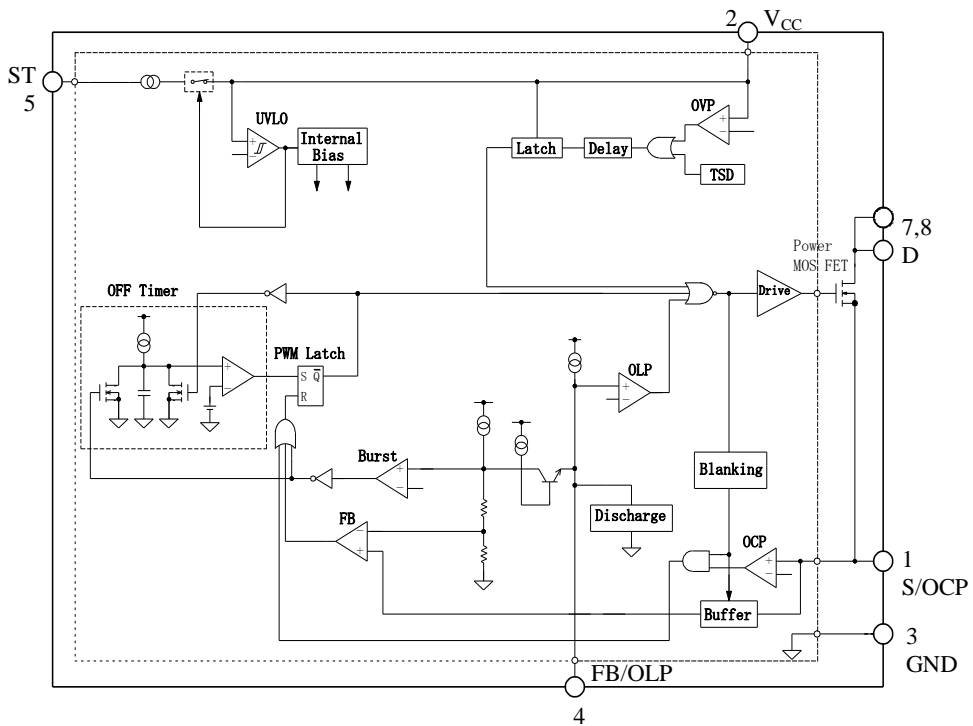 2 V_CC
ST
5
OVP
UVLO
Internal
Bias
Latch
Delay
TSD
7,8
D
Power
MOS FET
OFF Timer
Drive
PWM Latch
OLP
S Q̅
R
Burst
Blanking
FB
Discharge
OCP
1
S/OCP
Buffer
3
GND
FB/OLP
4